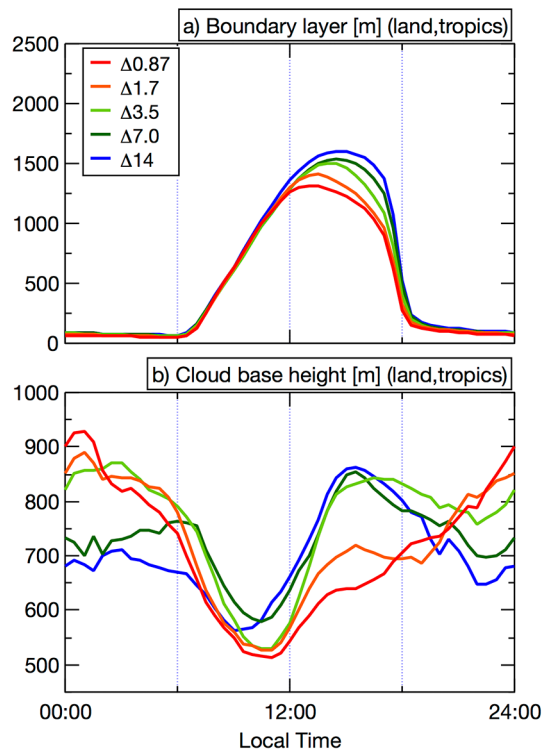 a) Boundary layer [m] (land,tropics)
2500
2000
1500
1000
500
0
Δ0.87
Δ1.7
Δ3.5
Δ7.0
Δ14
b) Cloud base height [m] (land,tropics)
1000
900
800
700
600
500
00:00 12:00 24:00
Local Time